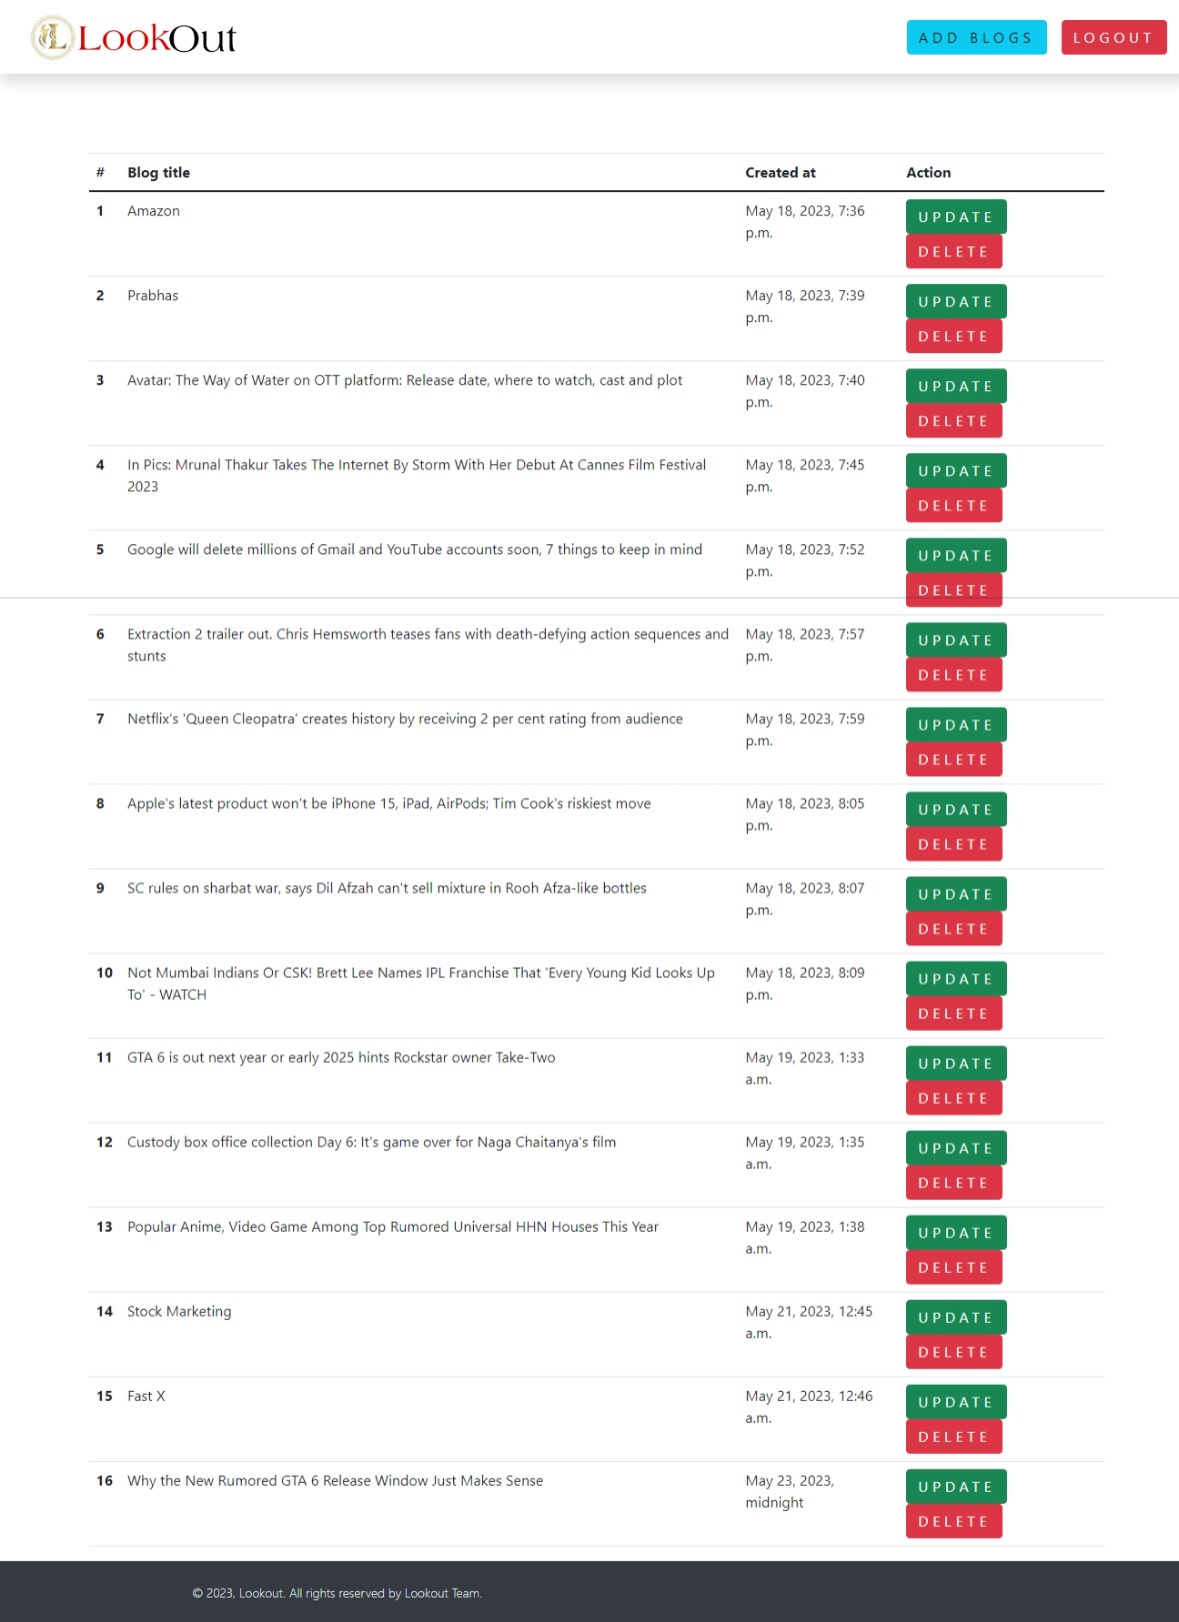 LookOut
ADD BLOGS
LOGOUT
# Blog title Created at Action
1 Amazon May 18, 2023, 7:36
p.m.
UPDATE
DELETE
2 Prabhas May 18, 2023, 7:39
p.m.
UPDATE
DELETE
3 Avatar: The Way of Water on OTT platform: Release date, where to watch, cast and plot May 18, 2023, 7:40
p.m.
UPDATE
DELETE
4 In Pics: Mrunal Thakur Takes The Internet By Storm With Her Debut At Cannes Film Festival May 18, 2023, 7:45
2023 p.m.
UPDATE
DELETE
5 Google will delete millions of Gmail and YouTube accounts soon, 7 things to keep in mind May 18, 2023, 7:52
p.m.
UPDATE
DELETE
6 Extraction 2 trailer out. Chris Hemsworth teases fans with death-defying action sequences and May 18, 2023, 7:57
stunts p.m.
UPDATE
DELETE
7 Netflix's 'Queen Cleopatra' creates history by receiving 2 per cent rating from audience May 18, 2023, 7:59
p.m.
UPDATE
DELETE
8 Apple's latest product won't be iPhone 15, iPad, AirPods; Tim Cook's riskiest move May 18, 2023, 8:05
p.m.
UPDATE
DELETE
9 SC rules on sharbat war, says Dil Afzah can't sell mixture in Rooh Afza-like bottles May 18, 2023, 8:07
p.m.
UPDATE
DELETE
10 Not Mumbai Indians Or CSK! Brett Lee Names IPL Franchise That 'Every Young Kid Looks Up May 18, 2023, 8:09
To' - WATCH p.m.
UPDATE
DELETE
11 GTA 6 is out next year or early 2025 hints Rockstar owner Take-Two May 19, 2023, 1:33
a.m.
UPDATE
DELETE
12 Custody box office collection Day 6: It's game over for Naga Chaitanya's film May 19, 2023, 1:35
a.m.
UPDATE
DELETE
13 Popular Anime, Video Game Among Top Rumored Universal HHN Houses This Year May 19, 2023, 1:38
a.m.
UPDATE
DELETE
14 Stock Marketing May 21, 2023, 12:45
a.m.
UPDATE
DELETE
15 Fast X May 21, 2023, 12:46
a.m.
UPDATE
DELETE
16 Why the New Rumored GTA 6 Release Window Just Makes Sense May 23, 2023,
midnight
UPDATE
DELETE
© 2023, Lookout. All rights reserved by Lookout Team.